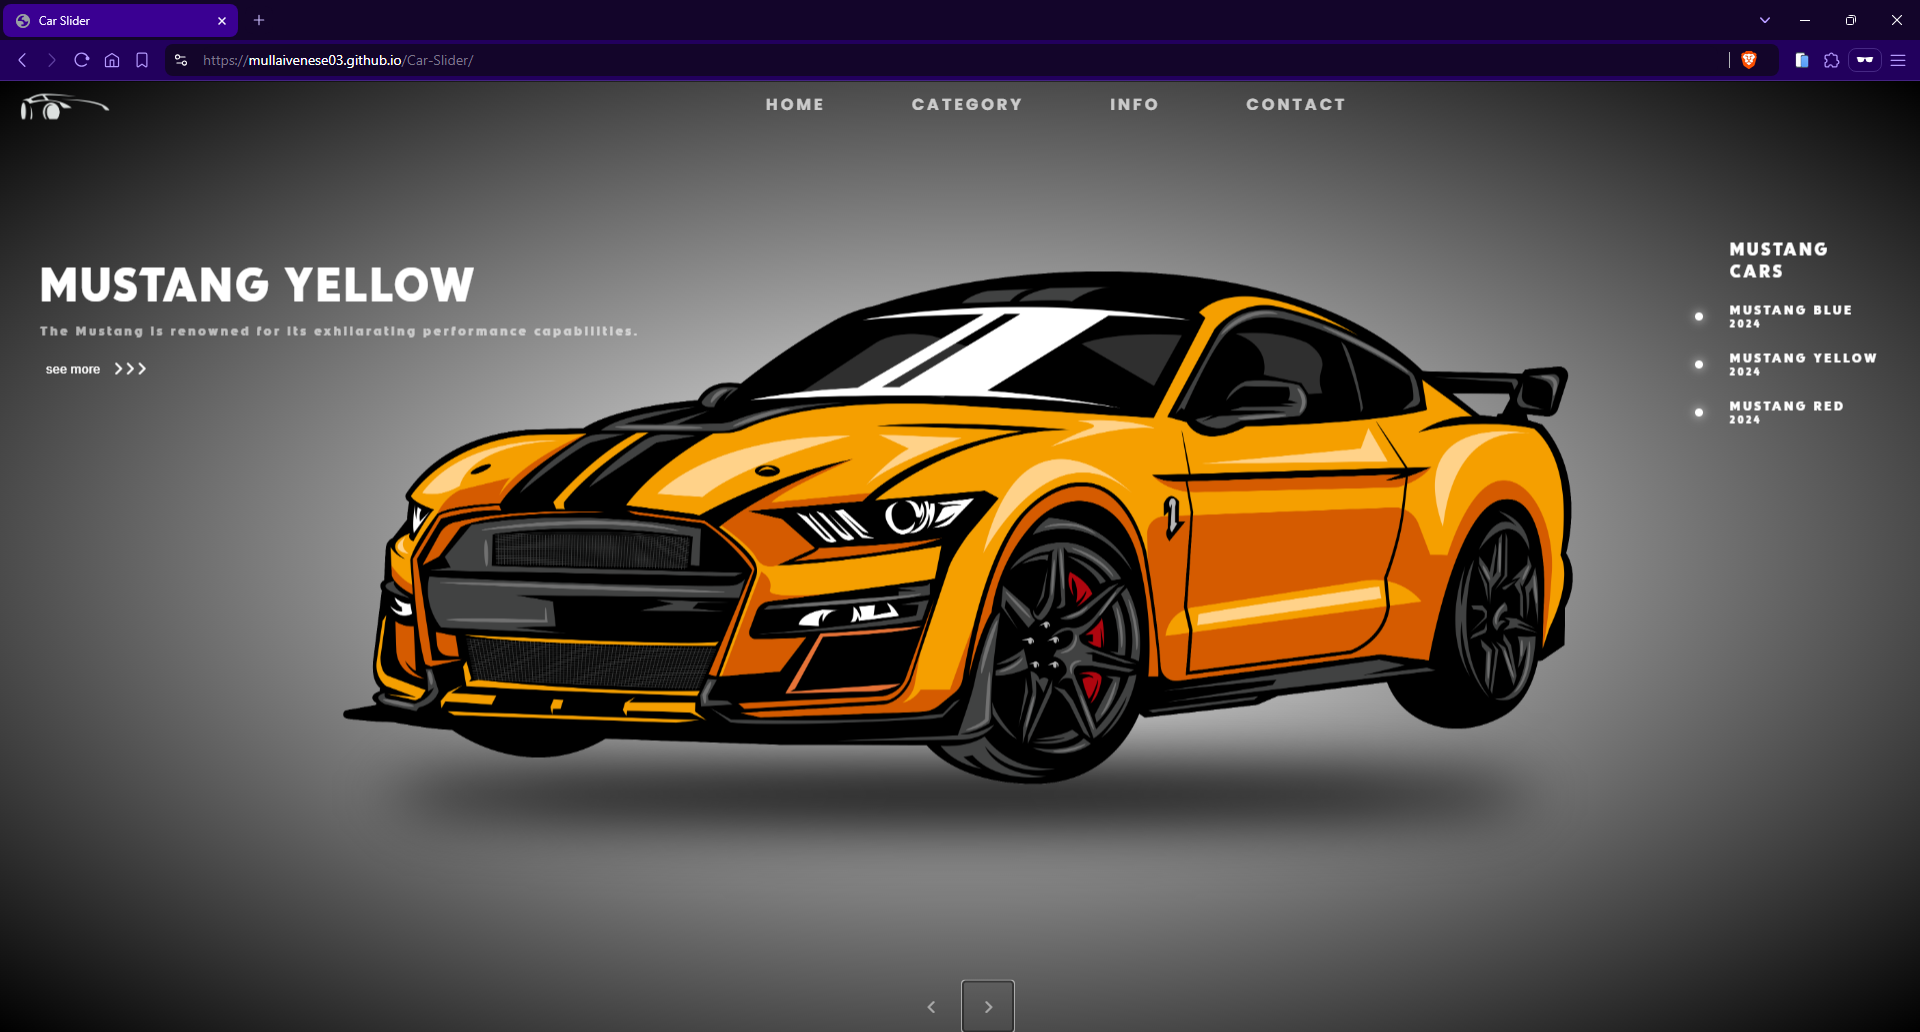 Car Slider
https://mullaivenese03.github.io/Car-Slider/
HOME CATEGORY INFO CONTACT
MUSTANG YELLOW
The Mustang is renowned for its exhilarating performance capabilities.
see more
MUSTANG
CARS
MUSTANG BLUE
2024
MUSTANG YELLOW
2024
MUSTANG RED
2024